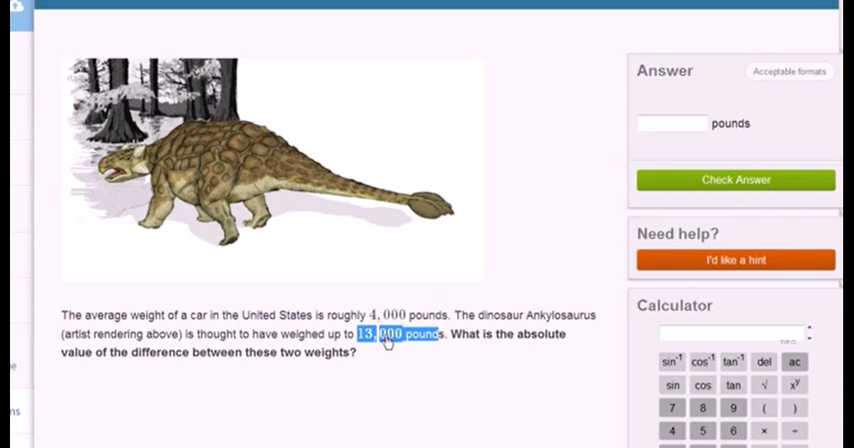 Answer
Acceptable formats
pounds
Check Answer
Need help?
I'd like a hint
The average weight of a car in the United States is roughly 4,000 pounds. The dinosaur Ankylosaurus
(artist rendering above) is thought to have weighed up to 13,000 pounds. What is the absolute
value of the difference between these two weights?
Calculator
sin⁻¹ cos⁻¹ tan⁻¹ del ac
sin cos tan √ xʸ
7 8 9 ( )
4 5 6 × ÷